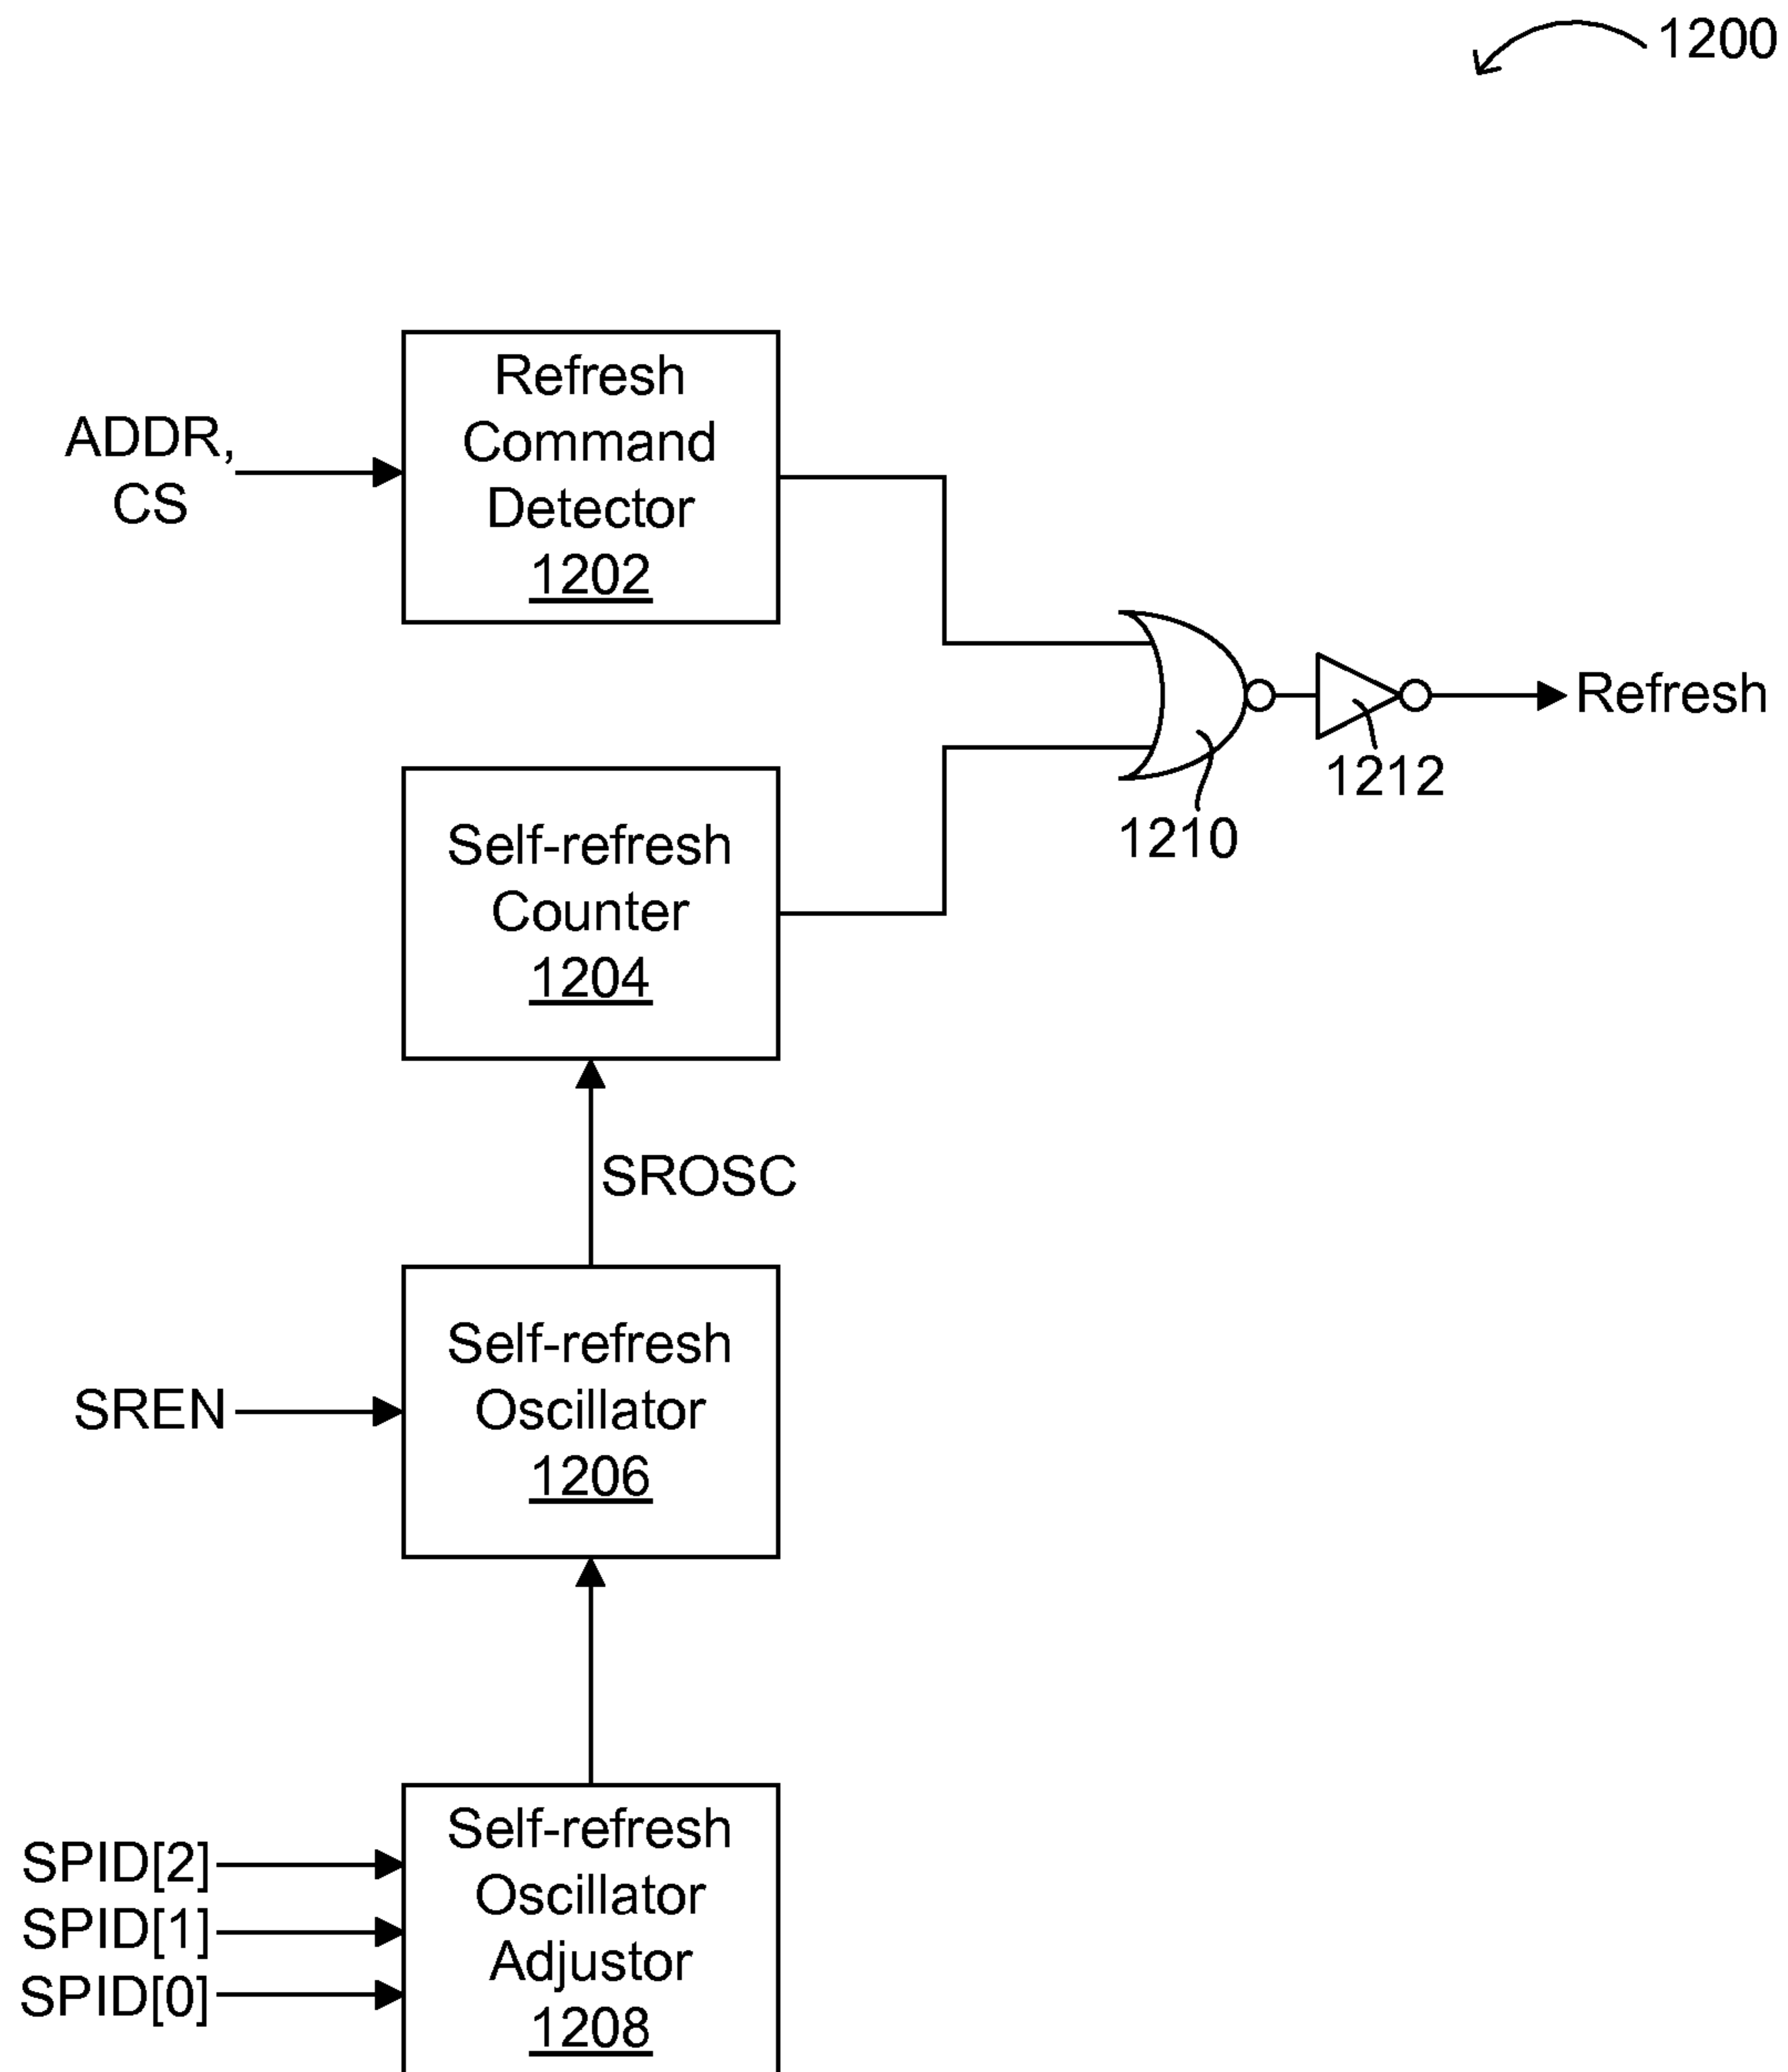 1200
ADDR,
CS
Refresh
Command
Detector
1202
Refresh
1212
1210
Self-refresh
Counter
1204
SROSC
SREN
Self-refresh
Oscillator
1206
SPID[2]
SPID[1]
SPID[0]
Self-refresh
Oscillator
Adjustor
1208